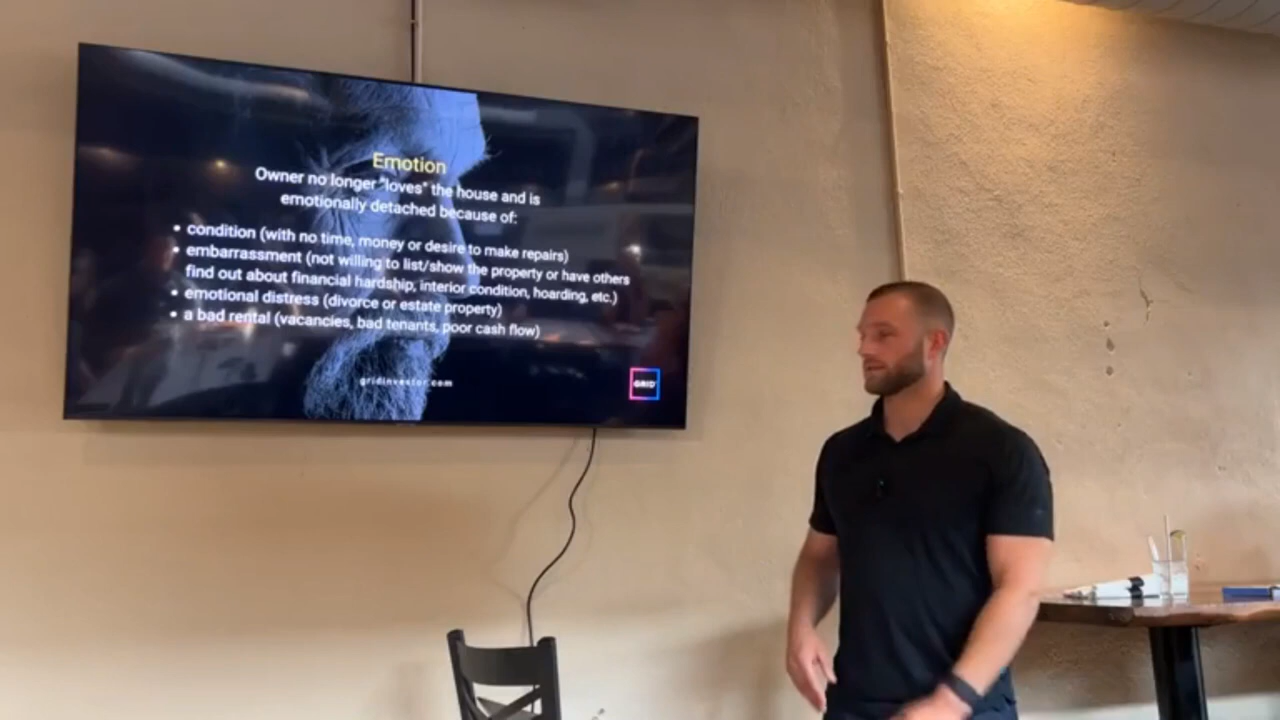 Emotion
Owner no longer "loves" the house and is
emotionally detached because of:
• condition (with no time, money or desire to make repairs)
• embarrassment (not willing to list/show the property or have others
find out about financial hardship, interior condition, hoarding, etc.)
• emotional distress (divorce or estate property)
• a bad rental (vacancies, bad tenants, poor cash flow)
gridinvestor.com
GRID